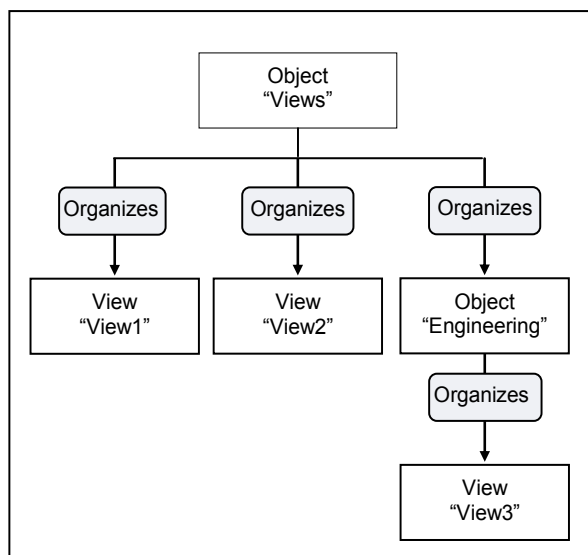 Object
“Views”
Organizes
Organizes
Organizes
View
“View1”
View
“View2”
Object
“Engineering”
Organizes
View
“View3”